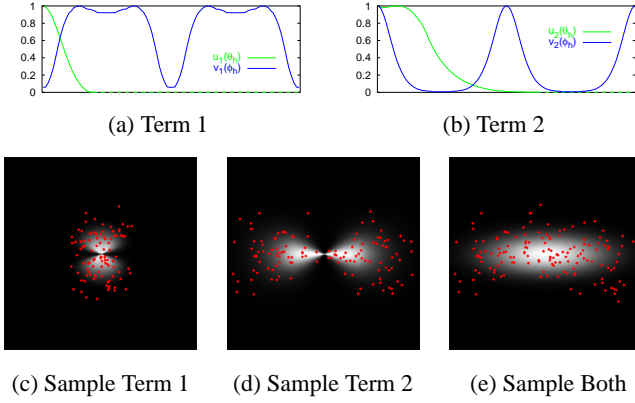 1
0.8
0.6
0.4
0.2
0
u1(θh)
v1(ϕh)
(a) Term 1
1
0.8
0.6
0.4
0.2
0
u2(θh)
v2(ϕh)
(b) Term 2
(c) Sample Term 1
(d) Sample Term 2
(e) Sample Both